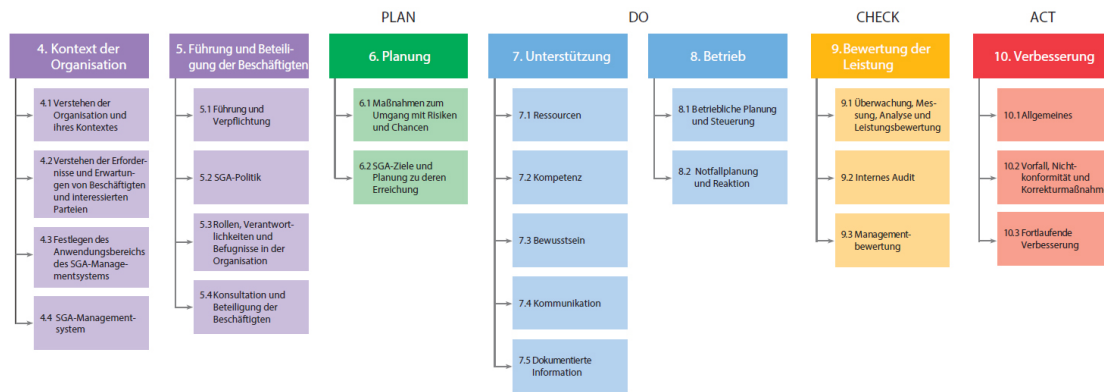 PLAN
DO
CHECK
ACT
4. Kontext der
Organisation
5. Führung und Beteili-
gung der Beschäftigten
6. Planung
7. Unterstützung
8. Betrieb
9.Bewertung der
Leistung
10. Verbesserung
4.1 Verstehen der
Organisation und
ihres Kontextes
4.2 Verstehen der Erforder-
nisse und Erwartun-
gen von Beschäftigten
und interessierten
Parteien
4.3 Festlegen des
Anwendungsbereichs
des SGA-Manage-
mentsystems
4.4 SGA-Management-
system
5.1 Führung und
Verpflichtung
5.2 SGA-Politik
5.3 Rollen, Verantwort-
lichkeiten und
Befugnisse in der
Organisation
5.4 Konsultation und
Beteiligung der
Beschäftigten
6.1 Maßnahmen zum
Umgang mit Risiken
und Chancen
6.2 SGA-Ziele und
Planung zu deren
Erreichung
7.1 Ressourcen
7.2 Kompetenz
7.3 Bewusstsein
7.4 Kommunikation
7.5 Dokumentierte
Information
8.1 Betriebliche Planung
und Steuerung
8.2 Notfallplanung
und Reaktion
9.1 Überwachung, Mes-
sung, Analyse und
Leistungsbewertung
9.2 Internes Audit
9.3 Management-
bewertung
10.1 Allgemeines
10.2 Vorfall, Nicht-
konformität und
Korrekturmaßnahm
10.3 Fortlaufende
Verbesserung